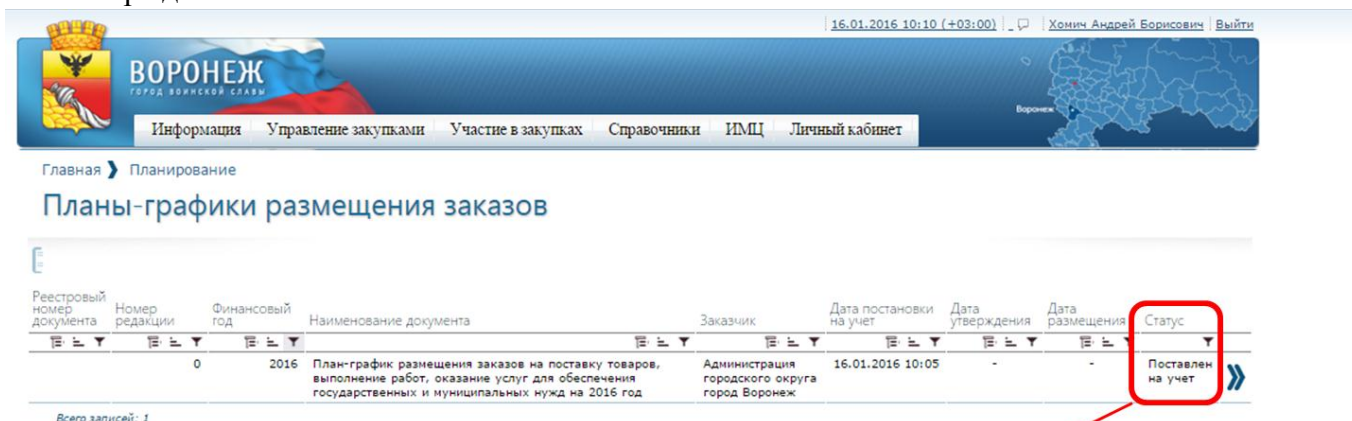 16.01.2016 10:10 (+03:00) Хомич Андрей Борисович Выйти
ВОРОНЕЖ
ГОРОД ВОИНСКОЙ СЛАВЫ
Воронеж
Информация Управление закупками Участие в закупках Справочники ИМЦ Личный кабинет
Главная Планирование
Планы-графики размещения заказов
Реестровый номер документа Номер редакции Финансовый год Наименование документа Заказчик Дата постановки на учет Дата утверждения Дата размещения Статус
0 2016 План-график размещения заказов на поставку товаров, Администрация 16.01.2016 10:05 - - Поставлен
выполнение работ, оказание услуг для обеспечения городского округа на учет
государственных и муниципальных нужд на 2016 год город Воронеж
Всего записей: 1